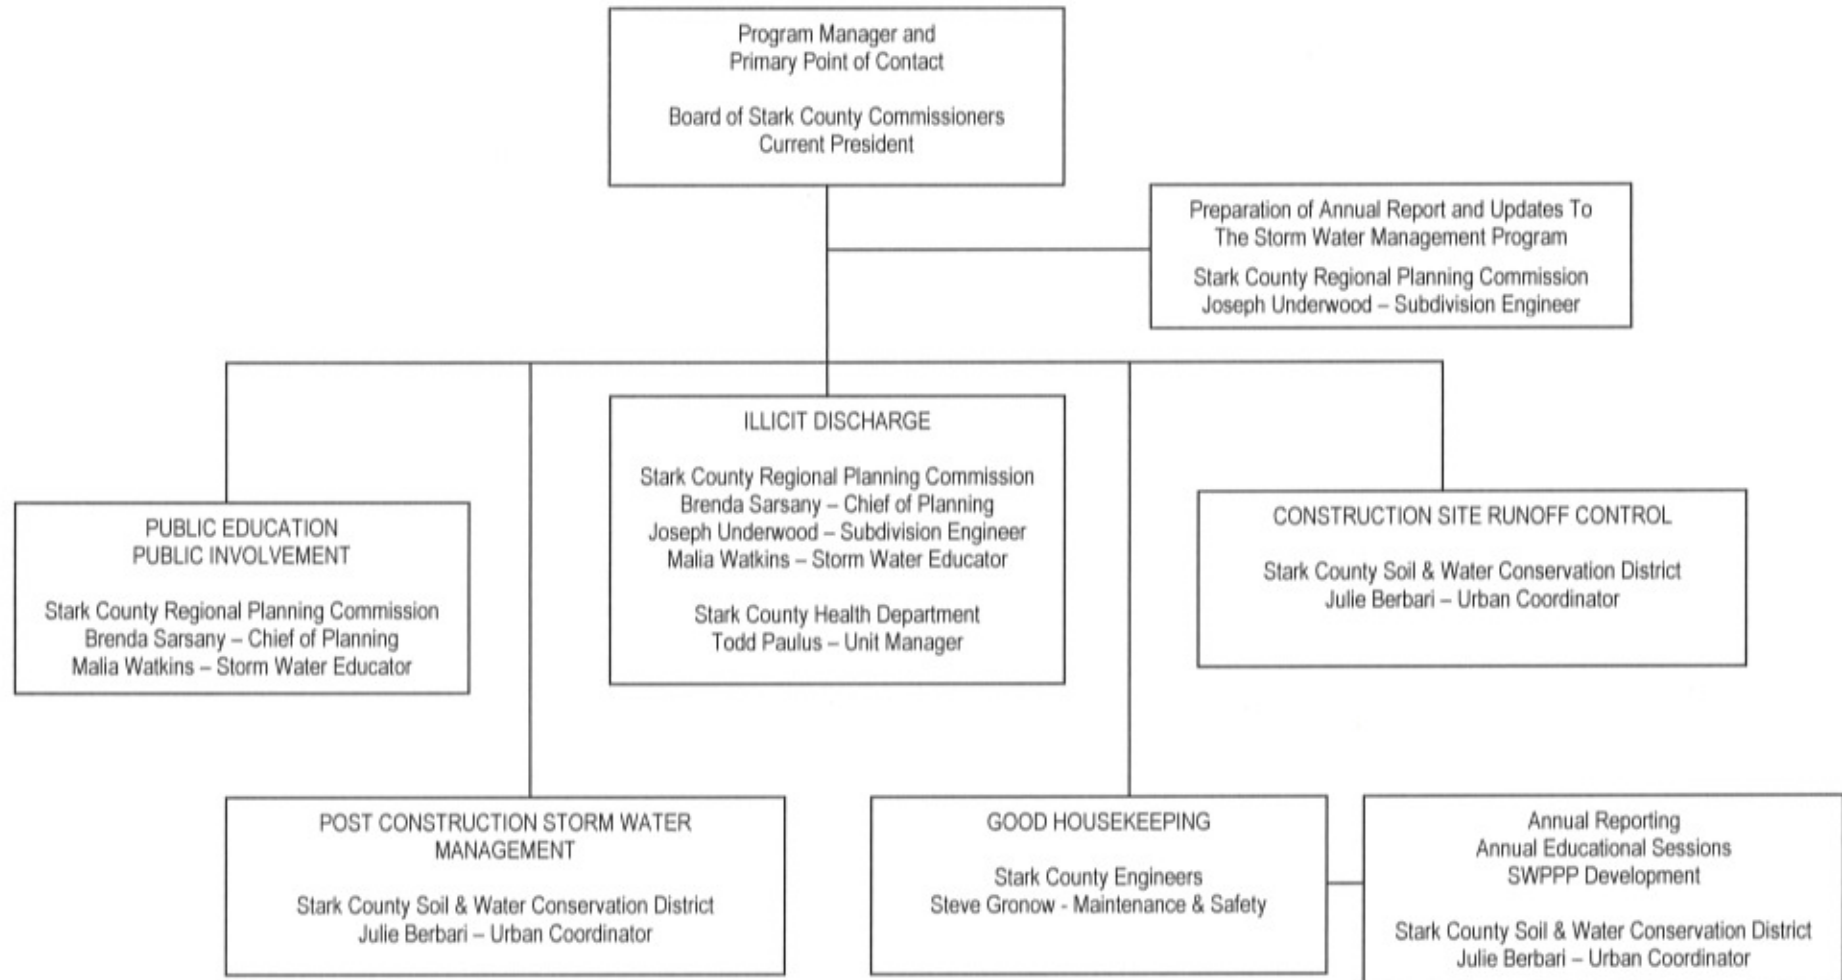 Program Manager and
Primary Point of Contact
Board of Stark County Commissioners
Current President
Preparation of Annual Report and Updates To
The Storm Water Management Program
Stark County Regional Planning Commission
Joseph Underwood – Subdivision Engineer
ILLICIT DISCHARGE
Stark County Regional Planning Commission
Brenda Sarsany – Chief of Planning
Joseph Underwood – Subdivision Engineer
Malia Watkins – Storm Water Educator
Stark County Health Department
Todd Paulus – Unit Manager
PUBLIC EDUCATION
PUBLIC INVOLVEMENT
Stark County Regional Planning Commission
Brenda Sarsany – Chief of Planning
Malia Watkins – Storm Water Educator
CONSTRUCTION SITE RUNOFF CONTROL
Stark County Soil & Water Conservation District
Julie Berbari – Urban Coordinator
POST CONSTRUCTION STORM WATER
MANAGEMENT
Stark County Soil & Water Conservation District
Julie Berbari – Urban Coordinator
GOOD HOUSEKEEPING
Stark County Engineers
Steve Gronow - Maintenance & Safety
Annual Reporting
Annual Educational Sessions
SWPPP Development
Stark County Soil & Water Conservation District
Julie Berbari – Urban Coordinator